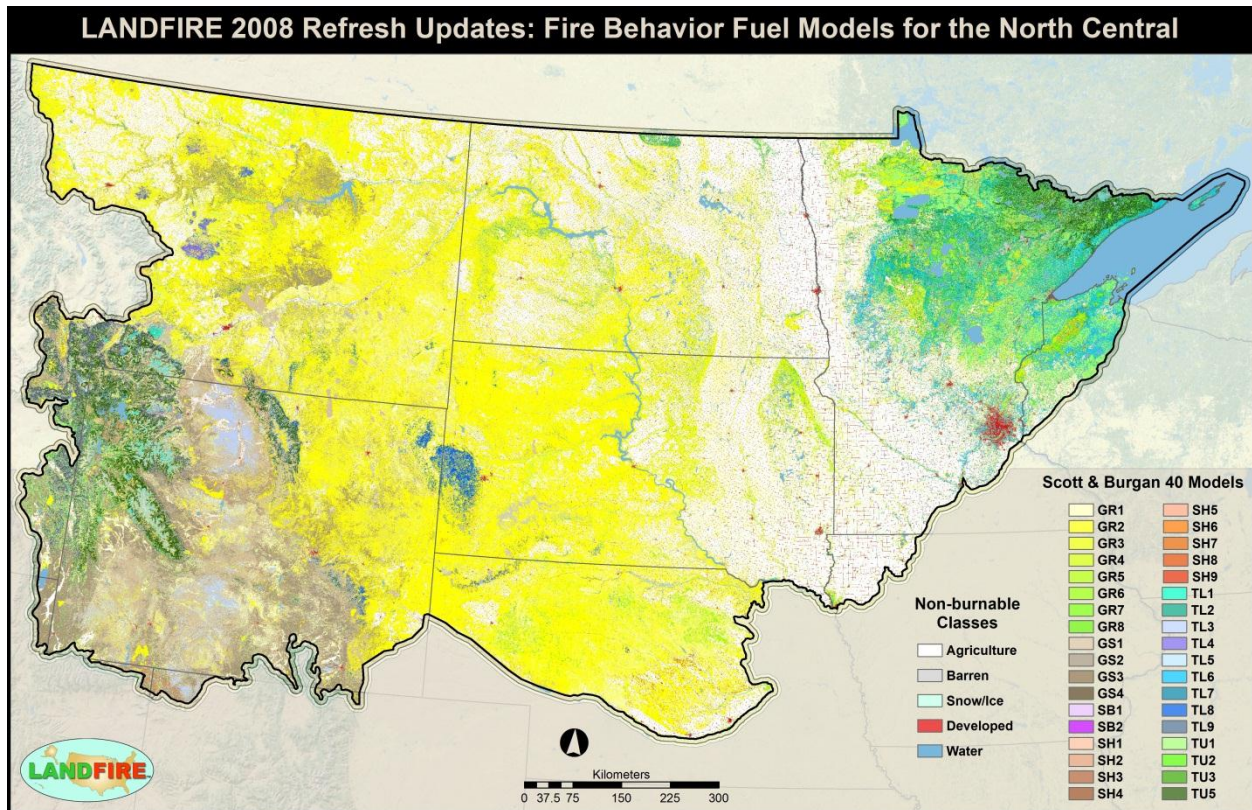 LANDFIRE 2008 Refresh Updates: Fire Behavior Fuel Models for the North Central
Scott & Burgan 40 Models
GR1
GR2
GR3
GR4
GR5
GR6
GR7
GR8
GS1
GS2
GS3
GS4
SB1
SB2
SH1
SH2
SH3
SH4
SH5
SH6
SH7
SH8
SH9
TL1
TL2
TL3
TL4
TL5
TL6
TL7
TL8
TL9
TU1
TU2
TU3
TU5
Non-burnable
Classes
Agriculture
Barren
Snow/Ice
Developed
Water
Kilometers
0 37.5 75 150 225 300
LANDFIRE